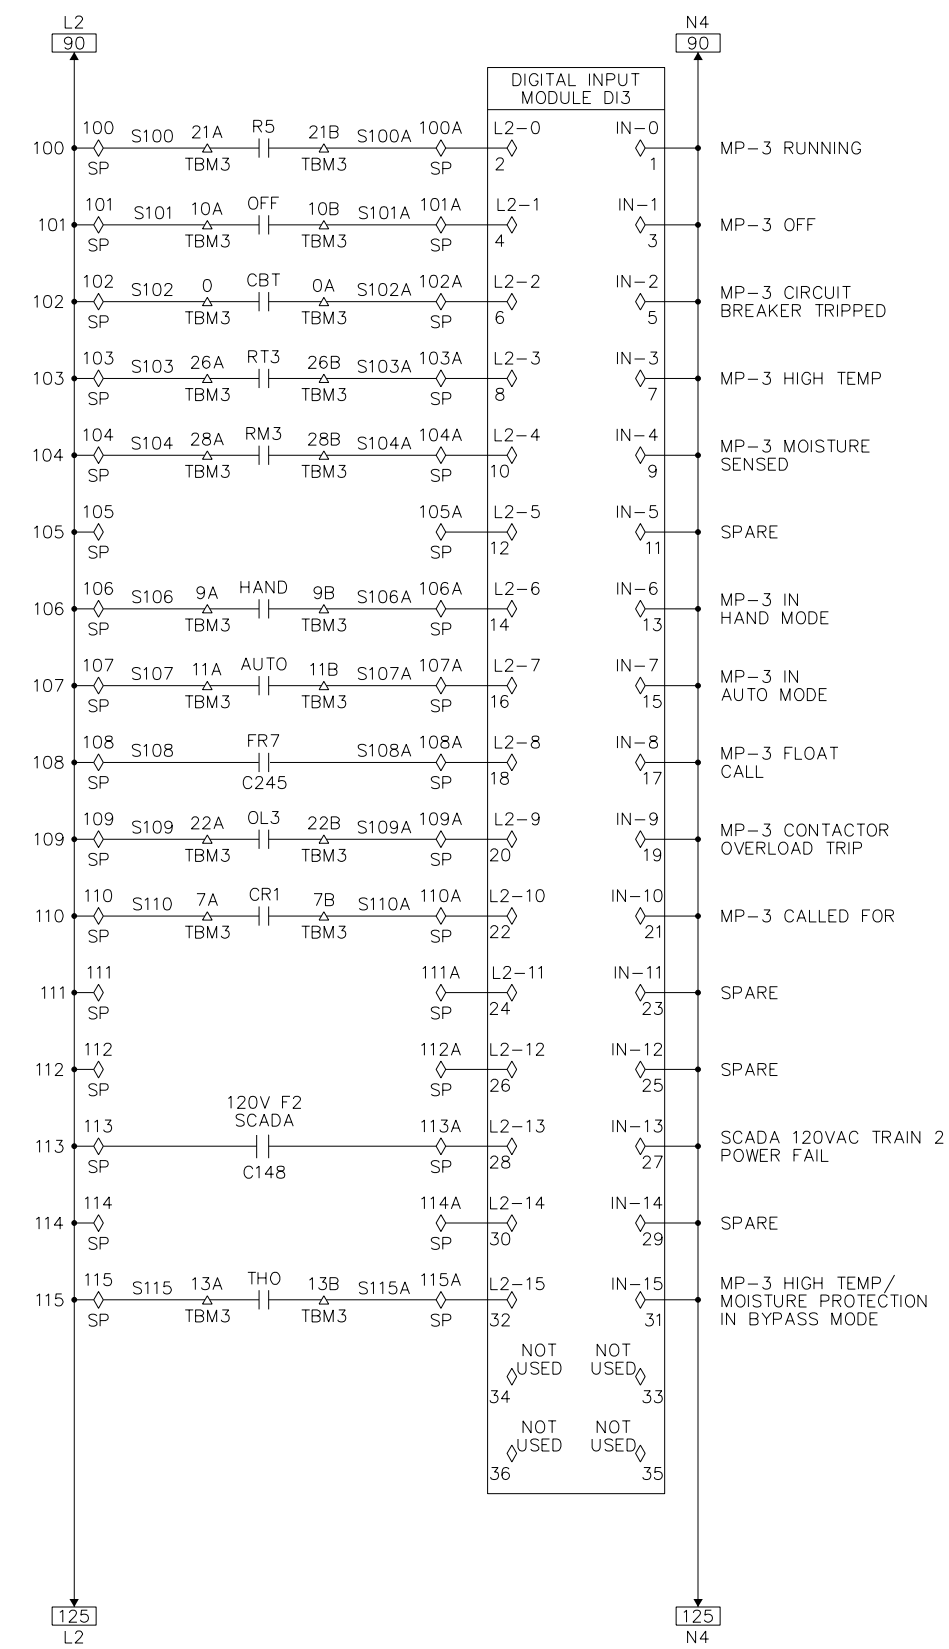 L2
90
N4
90
DIGITAL INPUT
MODULE DI3
100 100 SP S100 21A TBM3 R5 21B TBM3 S100A 100A SP L2-0 2 IN-0 1 MP-3 RUNNING
101 101 SP S101 10A TBM3 OFF 10B TBM3 S101A 101A SP L2-1 4 IN-1 3 MP-3 OFF
102 102 SP S102 0 TBM3 CBT 0A TBM3 S102A 102A SP L2-2 6 IN-2 5 MP-3 CIRCUIT
BREAKER TRIPPED
103 103 SP S103 26A TBM3 RT3 26B TBM3 S103A 103A SP L2-3 8 IN-3 7 MP-3 HIGH TEMP
104 104 SP S104 28A TBM3 RM3 28B TBM3 S104A 104A SP L2-4 10 IN-4 9 MP-3 MOISTURE
SENSED
105 105 SP 105A SP L2-5 12 IN-5 11 SPARE
106 106 SP S106 9A TBM3 HAND 9B TBM3 S106A 106A SP L2-6 14 IN-6 13 MP-3 IN
HAND MODE
107 107 SP S107 11A TBM3 AUTO 11B TBM3 S107A 107A SP L2-7 16 IN-7 15 MP-3 IN
AUTO MODE
108 108 SP S108 FR7 C245 S108A 108A SP L2-8 18 IN-8 17 MP-3 FLOAT
CALL
109 109 SP S109 22A TBM3 OL3 22B TBM3 S109A 109A SP L2-9 20 IN-9 19 MP-3 CONTACTOR
OVERLOAD TRIP
110 110 SP S110 7A TBM3 CR1 7B TBM3 S110A 110A SP L2-10 22 IN-10 21 MP-3 CALLED FOR
111 111 SP 111A SP L2-11 24 IN-11 23 SPARE
112 112 SP 112A SP L2-12 26 IN-12 25 SPARE
120V F2
SCADA
113 113 SP C148 113A SP L2-13 28 IN-13 27 SCADA 120VAC TRAIN 2
POWER FAIL
114 114 SP 114A SP L2-14 30 IN-14 29 SPARE
115 115 SP S115 13A TBM3 THO 13B TBM3 S115A 115A SP L2-15 32 IN-15 31 MP-3 HIGH TEMP/
MOISTURE PROTECTION
IN BYPASS MODE
NOT
USED
34
NOT
USED
33
NOT
USED
36
NOT
USED
35
125
L2
125
N4